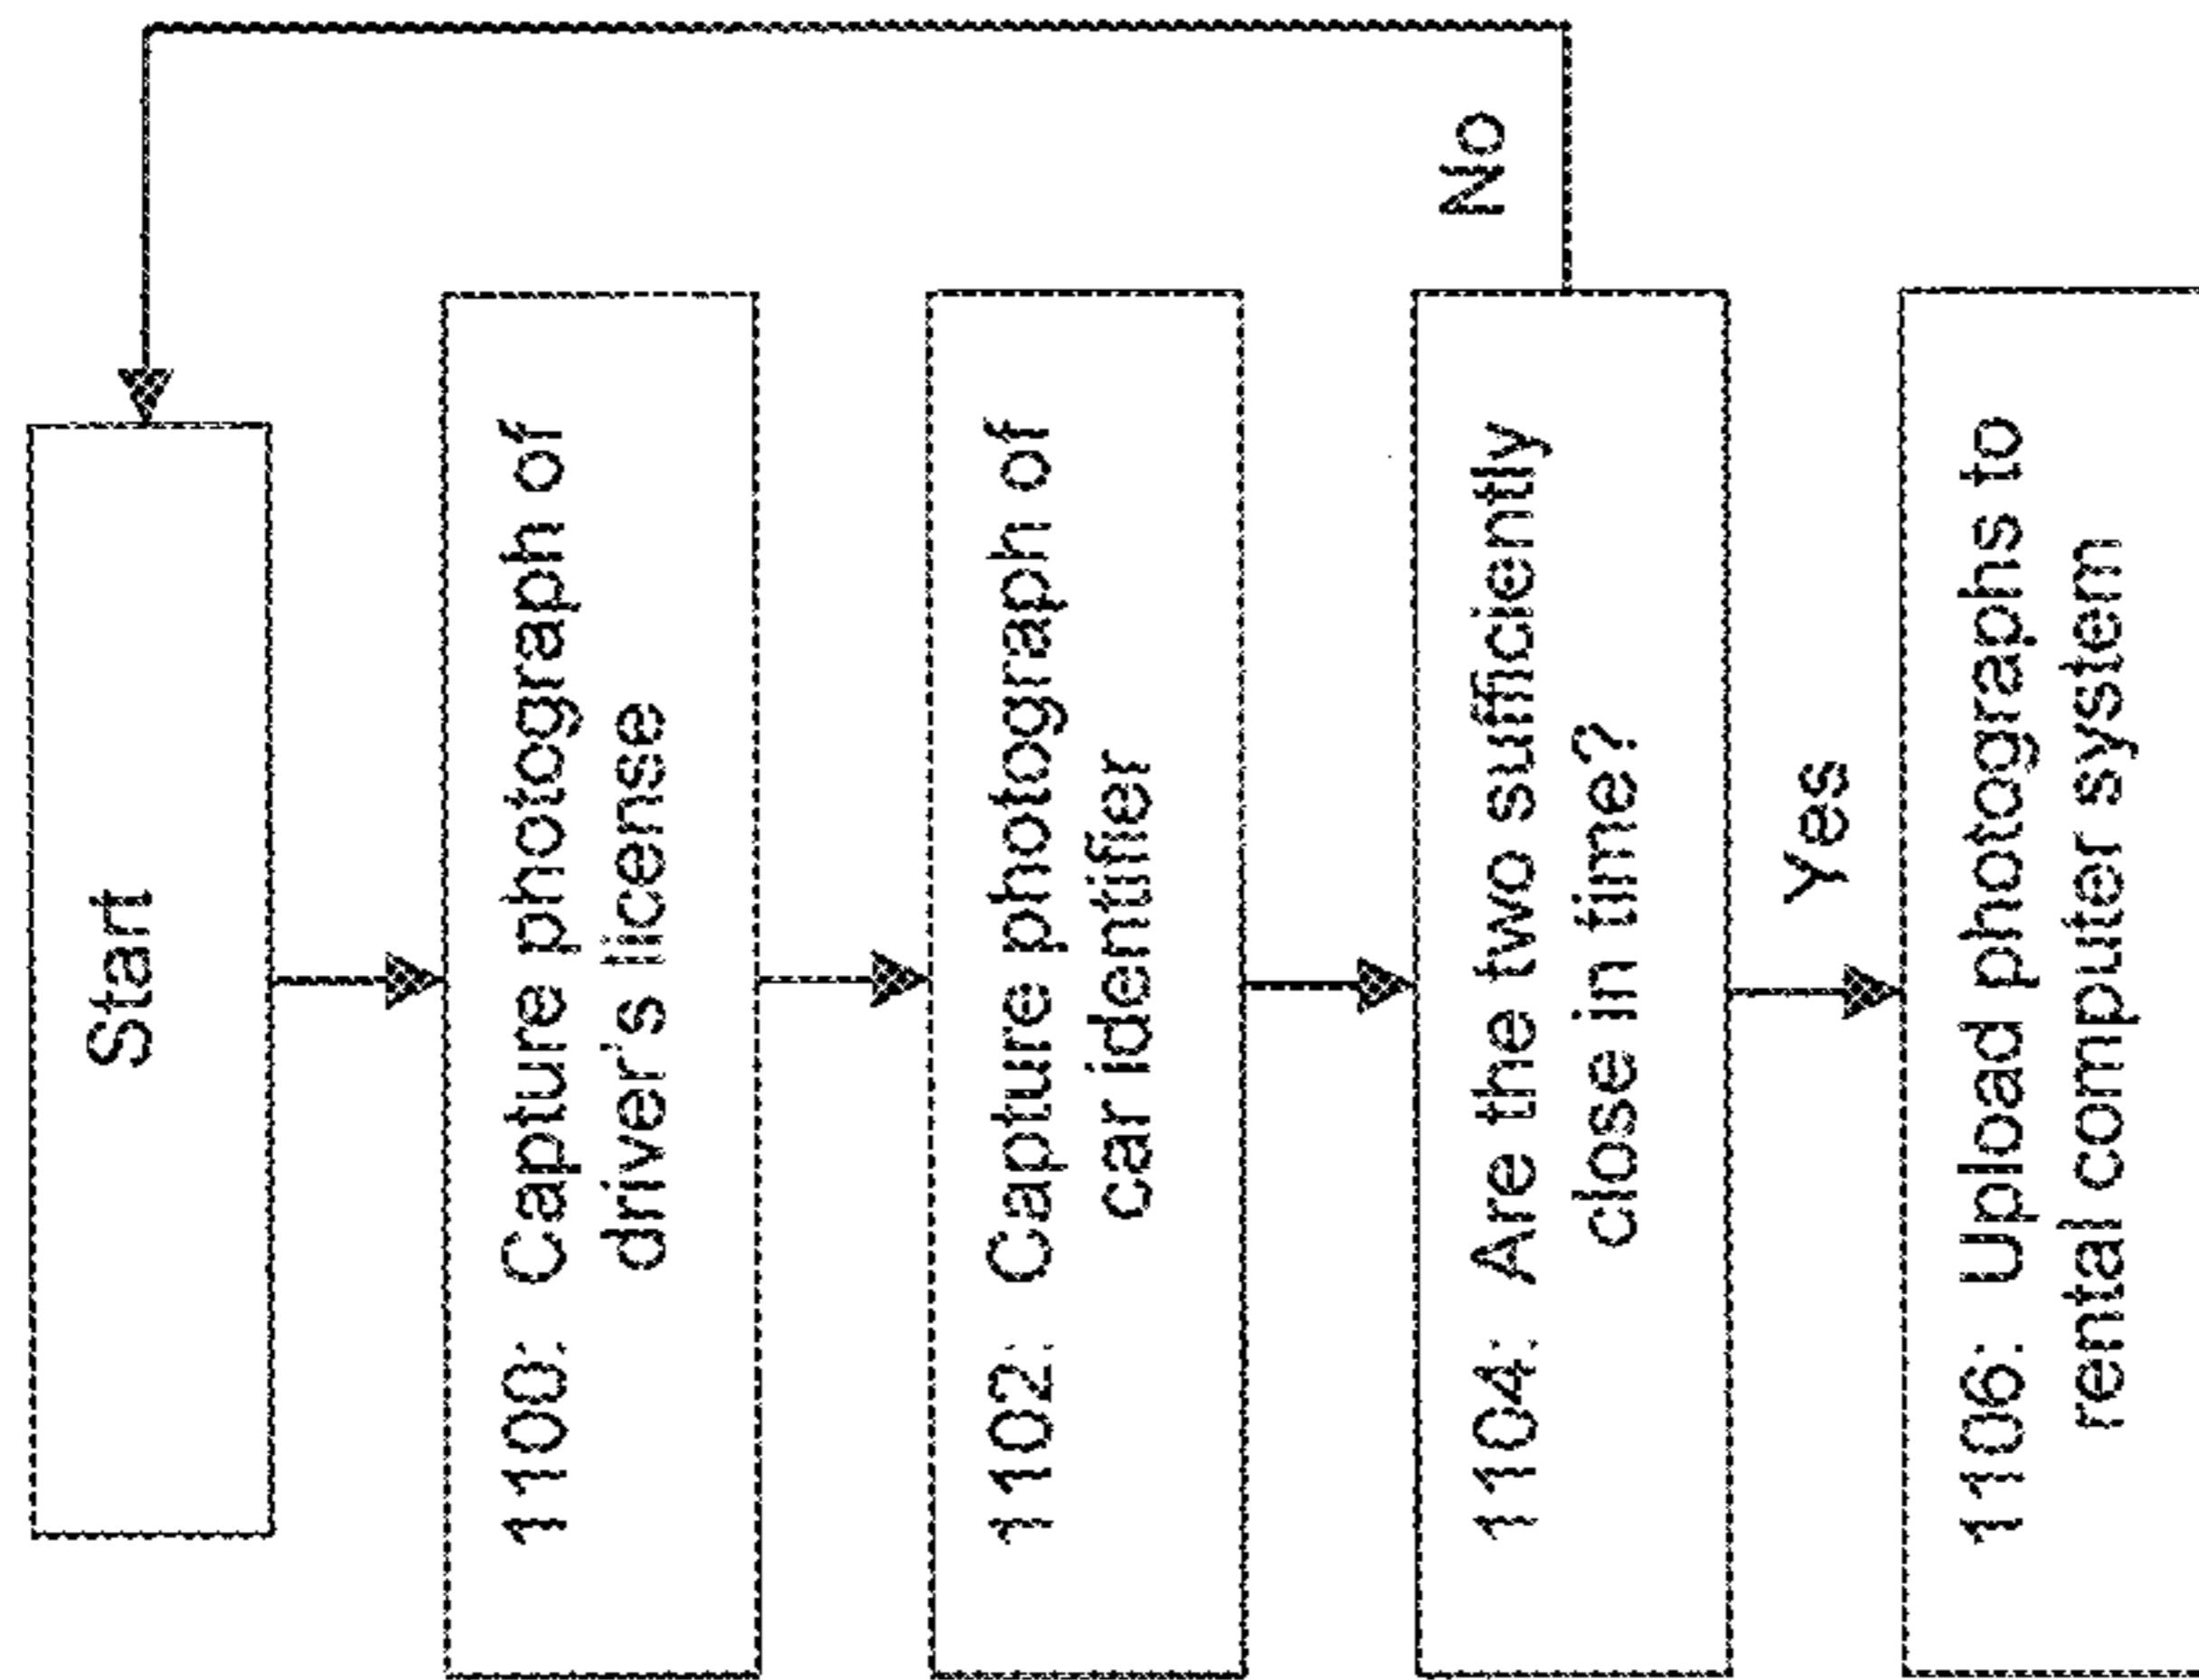 Start
1100: Capture photograph of
driver's license
1102: Capture photograph of
car identifier
1104: Are the two sufficiently
close in time?
No
Yes
1106: Upload photographs to
rental computer system